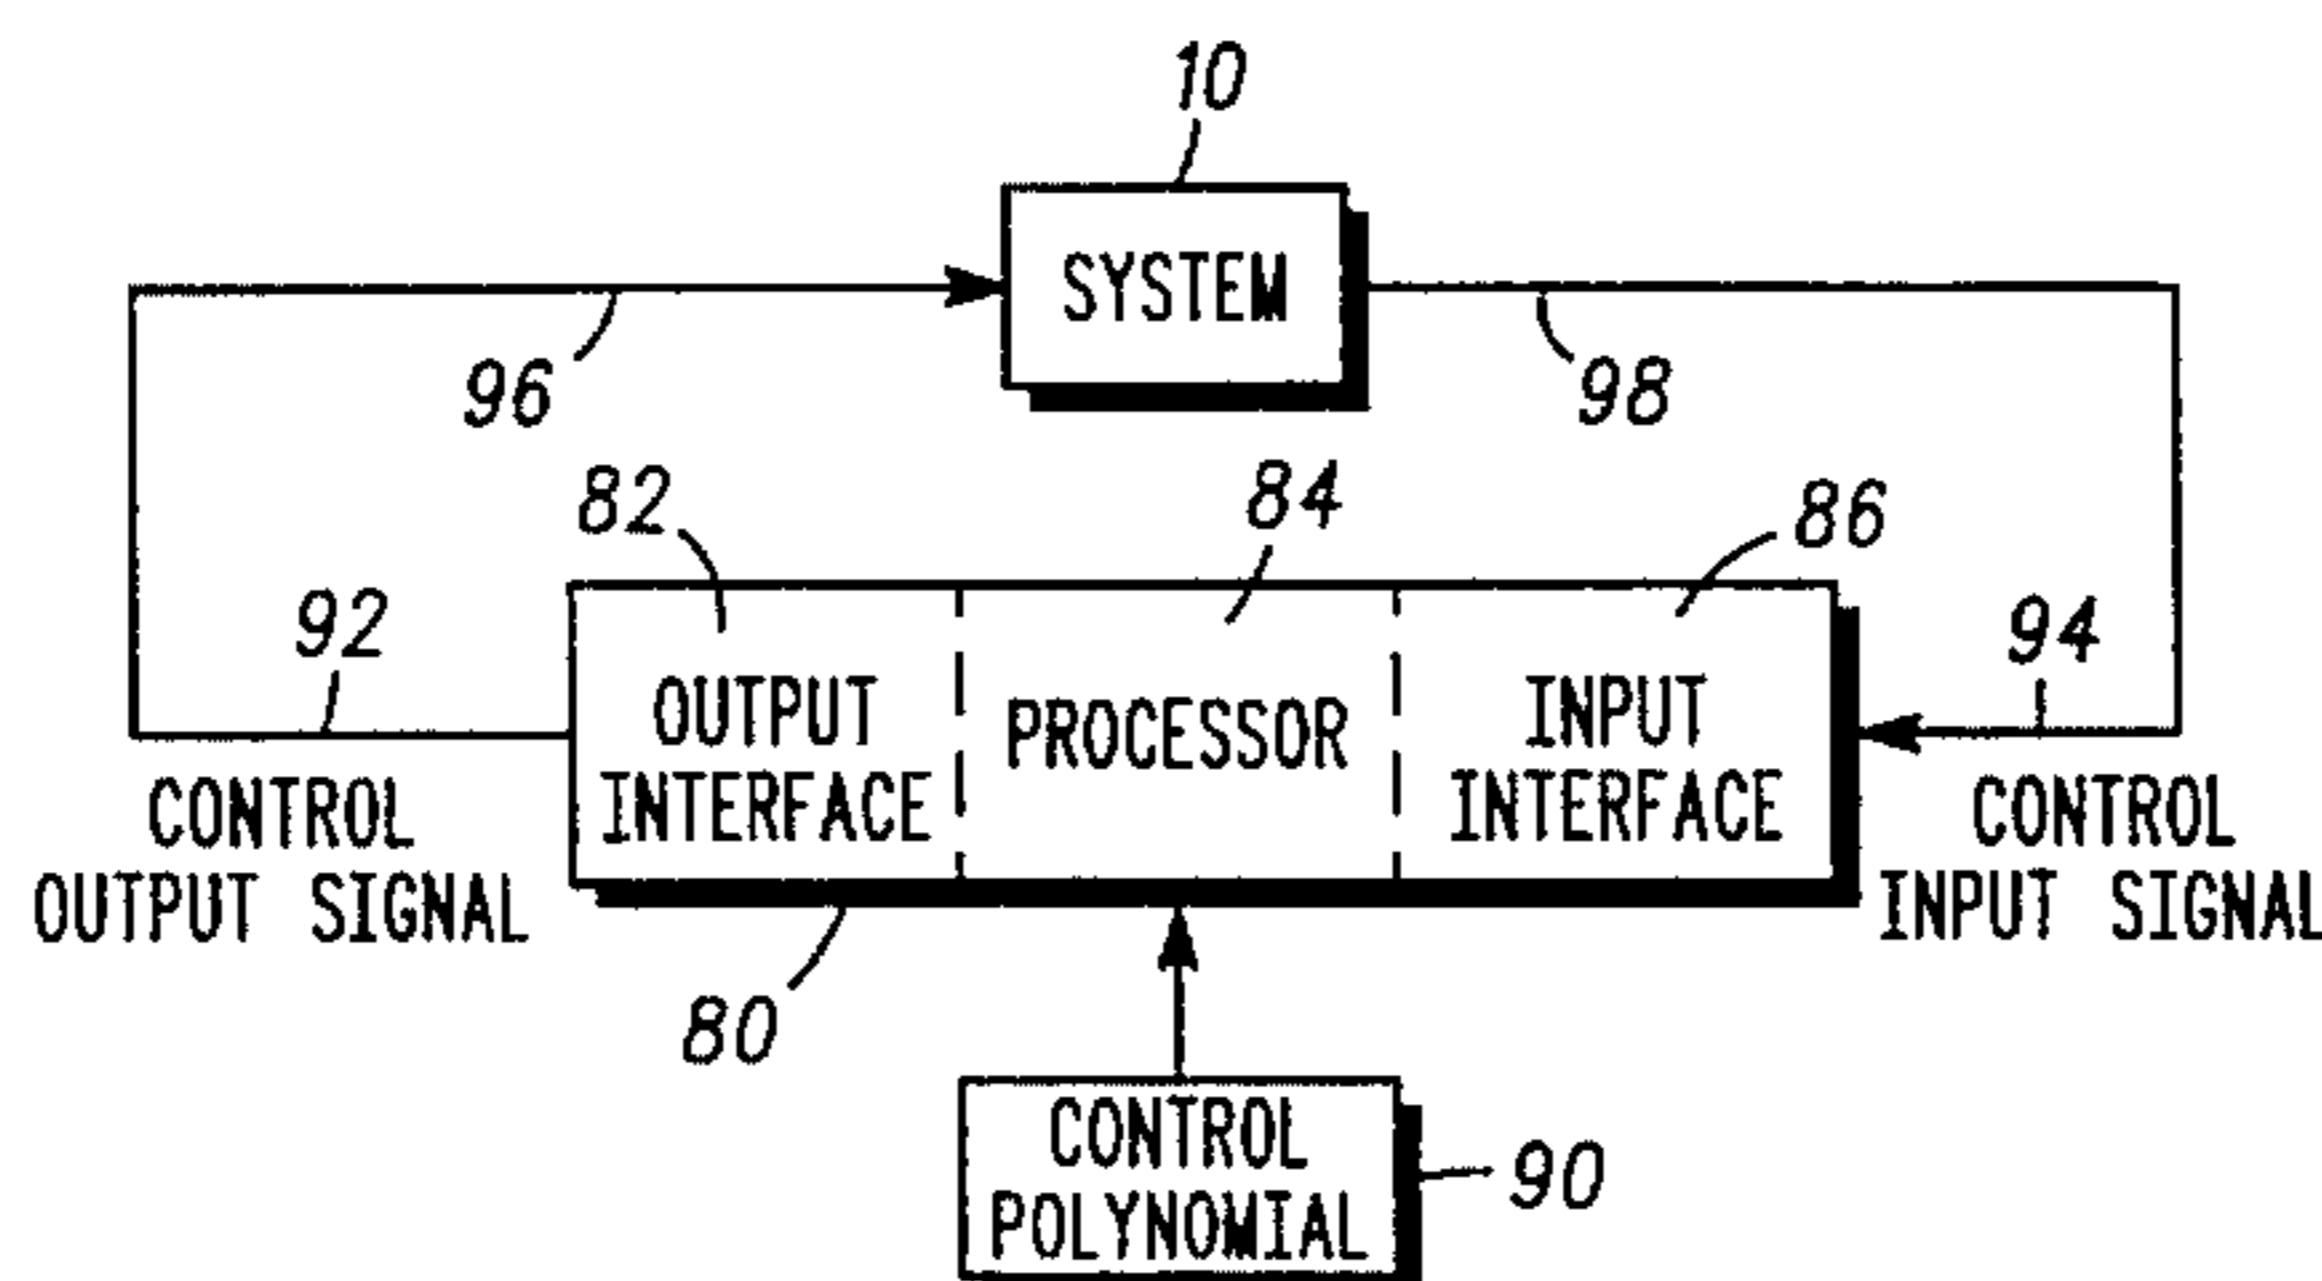 10
SYSTEM
96
98
82
84
86
92
94
OUTPUT
INTERFACE
PROCESSOR
INPUT
INTERFACE
CONTROL
OUTPUT SIGNAL
CONTROL
INPUT SIGNAL
80
CONTROL
POLYNOMIAL
90